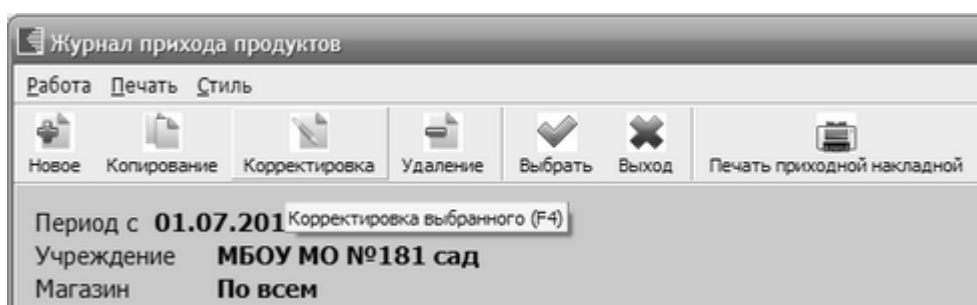 Журнал прихода продуктов
Работа Печать Стиль
Новое Копирование Корректировка Удаление Выбрать Выход Печать приходной накладной
Период с 01.07.201
Корректировка выбранного (F4)
Учреждение МБОУ МО №181 сад
Магазин По всем